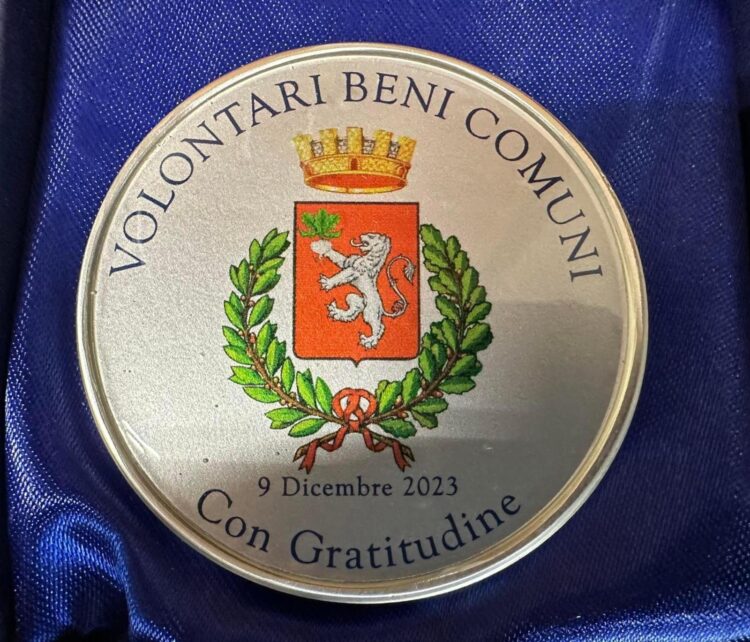 VOLONTARI BENI COMUNI
9 Dicembre 2023
Con Gratitudine